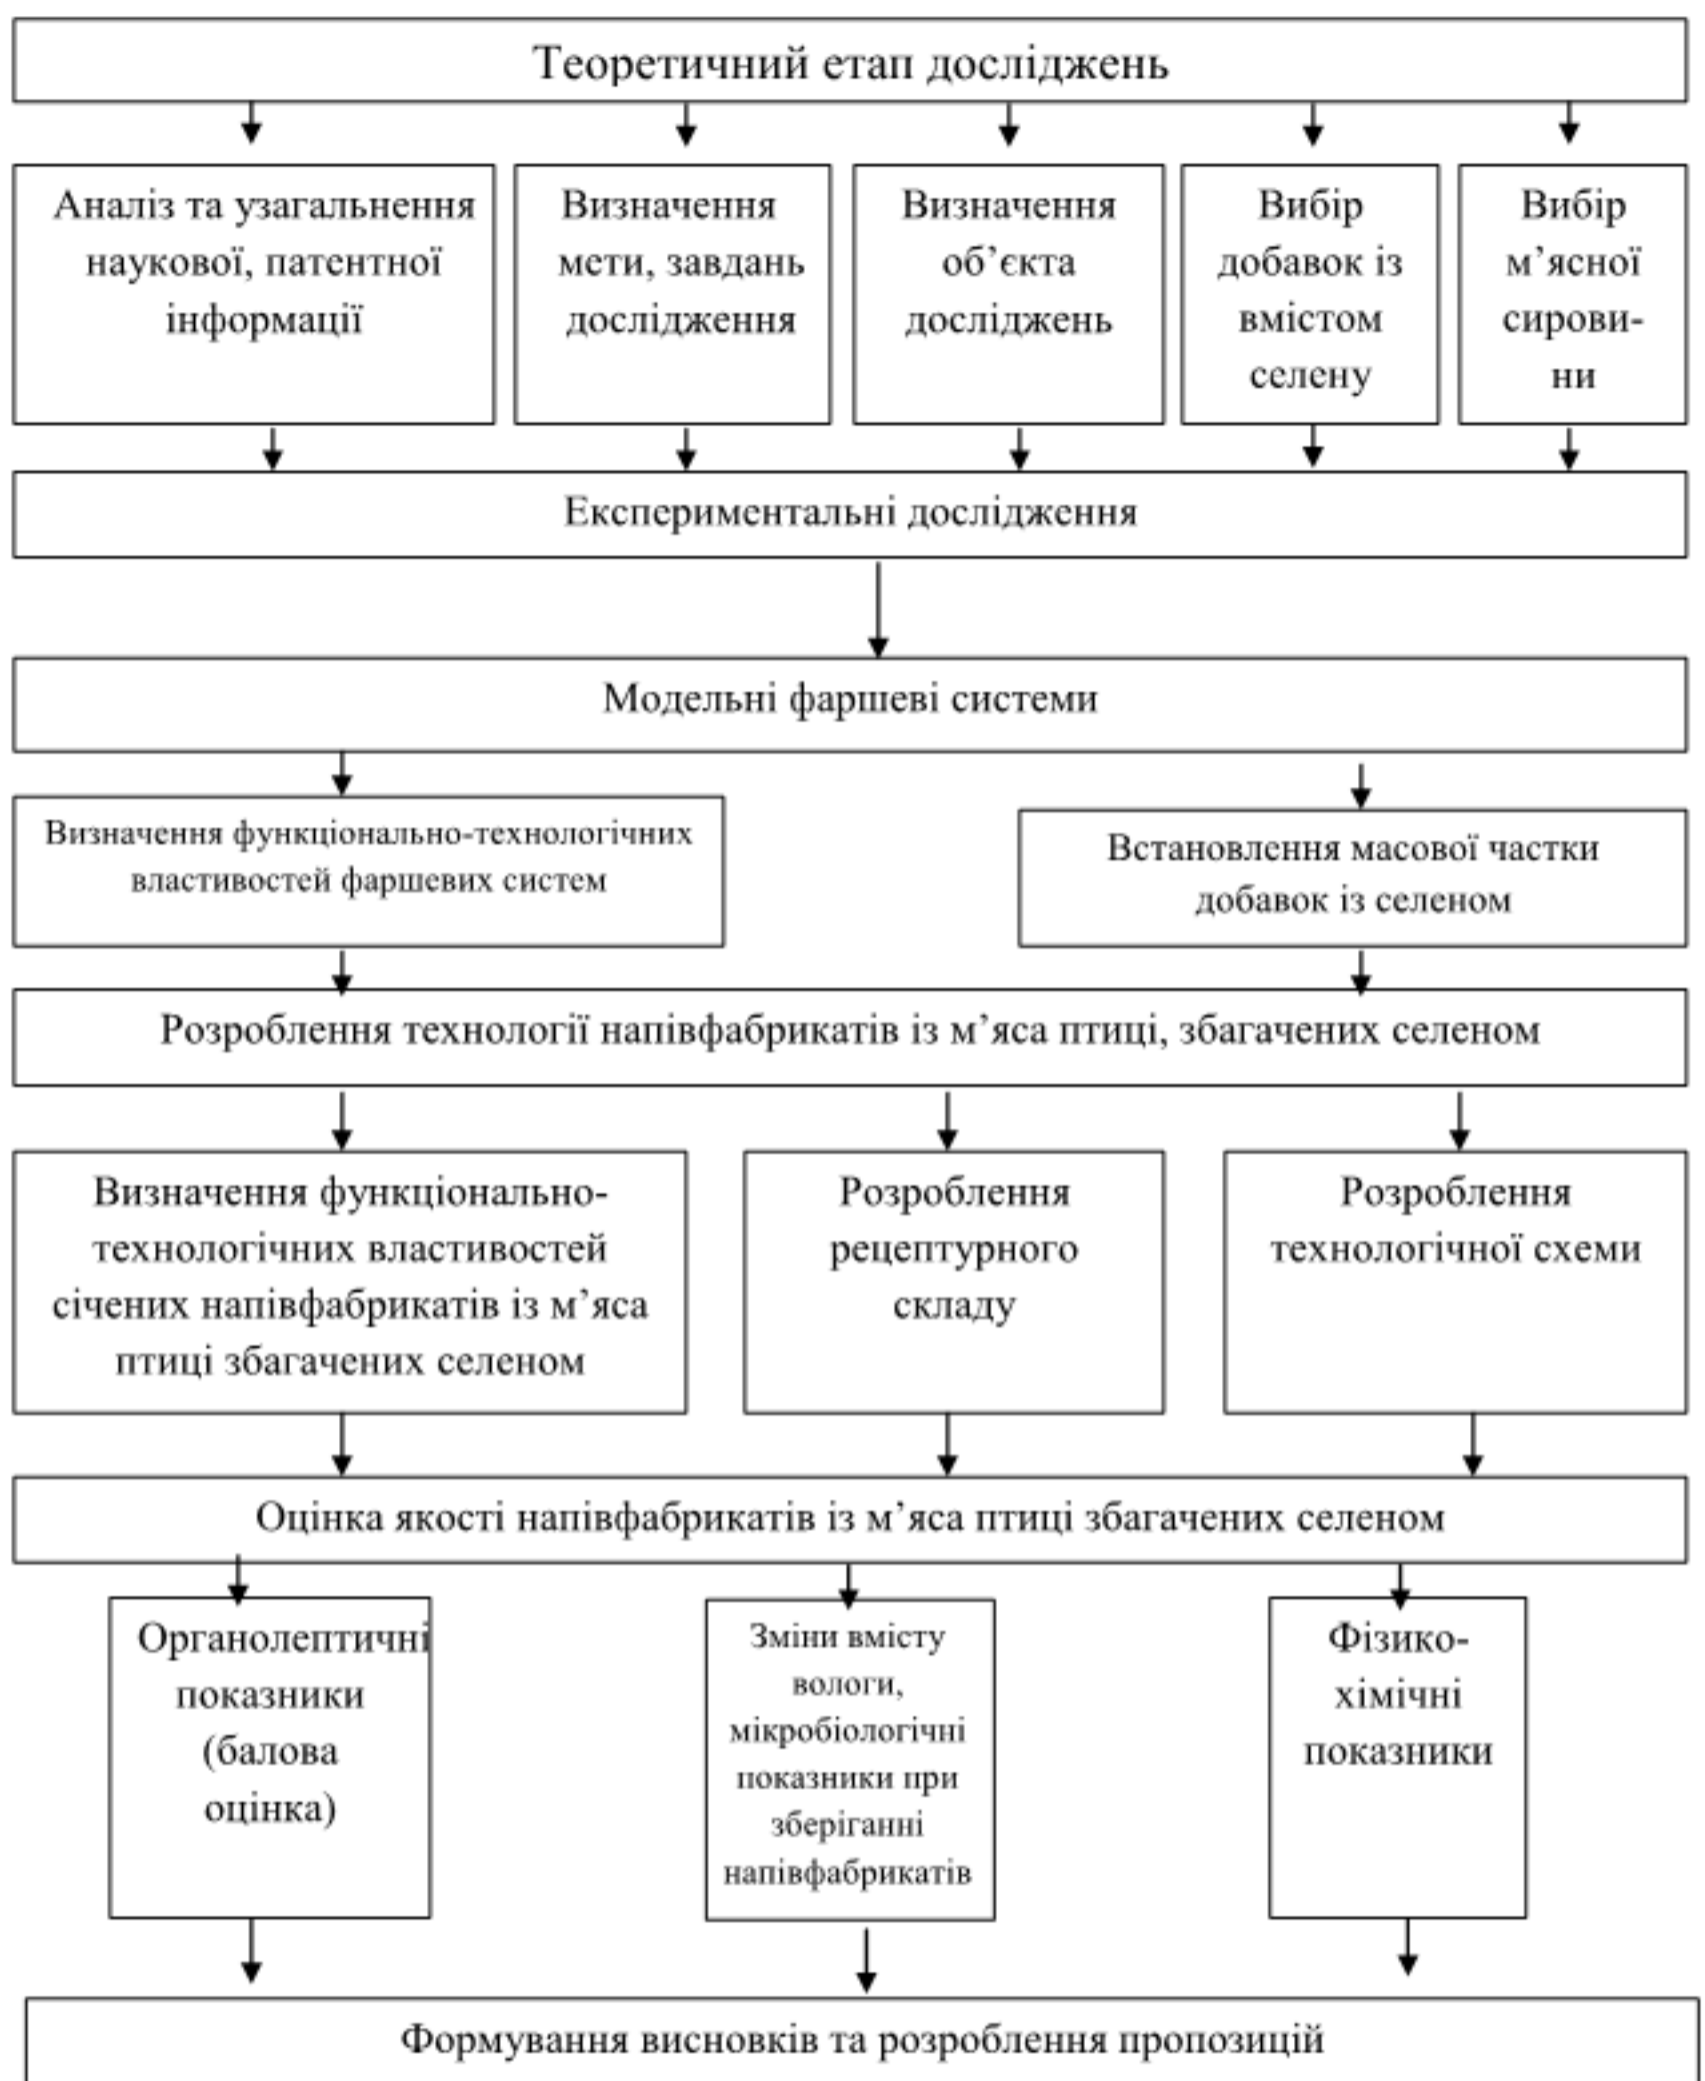 Теоретичний етап досліджень
Аналіз та узагальнення
наукової, патентної
інформації
Визначення
мети, завдань
дослідження
Визначення
об’єкта
досліджень
Вибір
добавок із
вмістом
селену
Вибір
м’ясної
сирови-
ни
Експериментальні дослідження
Модельні фаршеві системи
Визначення функціонально-технологічних
властивостей фаршевих систем
Встановлення масової частки
добавок із селеном
Розроблення технології напівфабрикатів із м’яса птиці, збагачених селеном
Визначення функціонально-
технологічних властивостей
січених напівфабрикатів із м’яса
птиці збагачених селеном
Розроблення
рецептурного
складу
Розроблення
технологічної схеми
Оцінка якості напівфабрикатів із м’яса птиці збагачених селеном
Органолептичні
показники
(балова
оцінка)
Зміни вмісту
вологи,
мікробіологічні
показники при
зберіганні
напівфабрикатів
Фізико-
хімічні
показники
Формування висновків та розроблення пропозицій